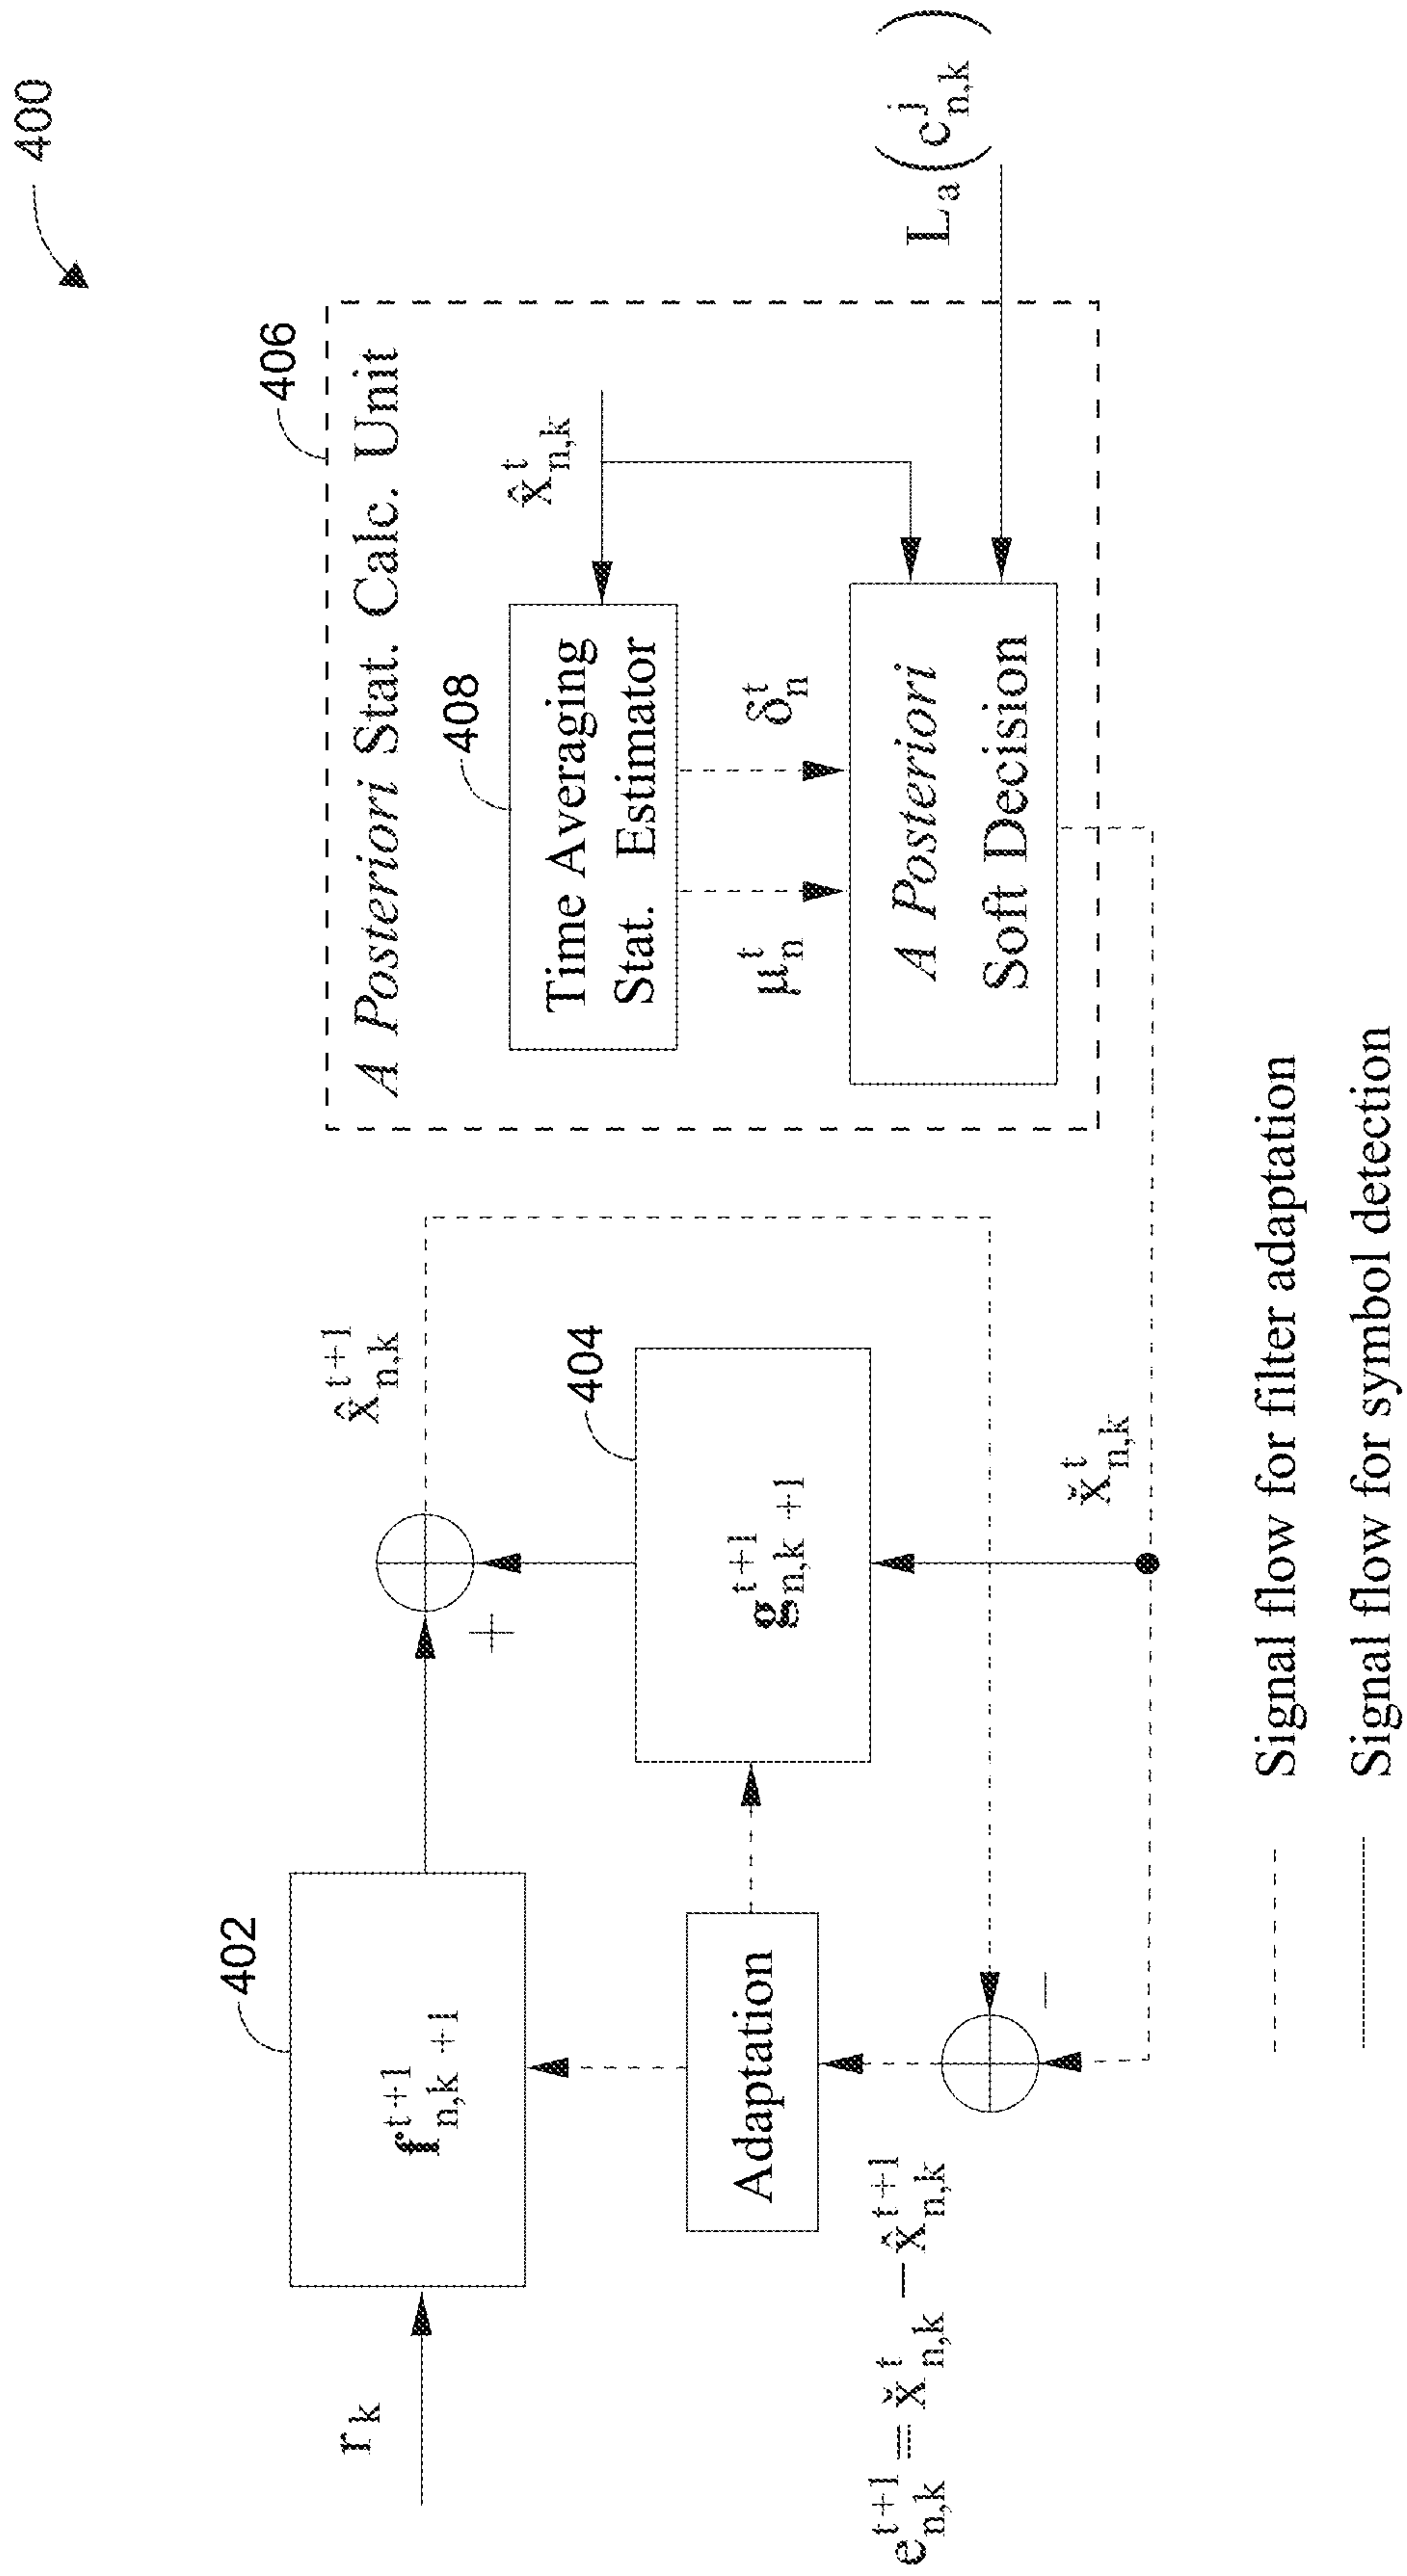 400
406
A Posteriori Stat. Calc. Unit
408
Time Averaging
Stat. Estimator
x̂ᵗₙ,ₖ
μᵗₙ
δᵗₙ
A Posteriori
Soft Decision
Lₐ(cʲₙ,ₖ)
402
fᵗ⁺¹ₙ,ₖ+1
rₖ
+
x̂ᵗ⁺¹ₙ,ₖ
404
gᵗ⁺¹ₙ,ₖ+1
Adaptation
−
x̌ᵗₙ,ₖ
eᵗ⁺¹ₙ,ₖ=x̌ᵗₙ,ₖ−x̂ᵗ⁺¹ₙ,ₖ
Signal flow for filter adaptation
Signal flow for symbol detection